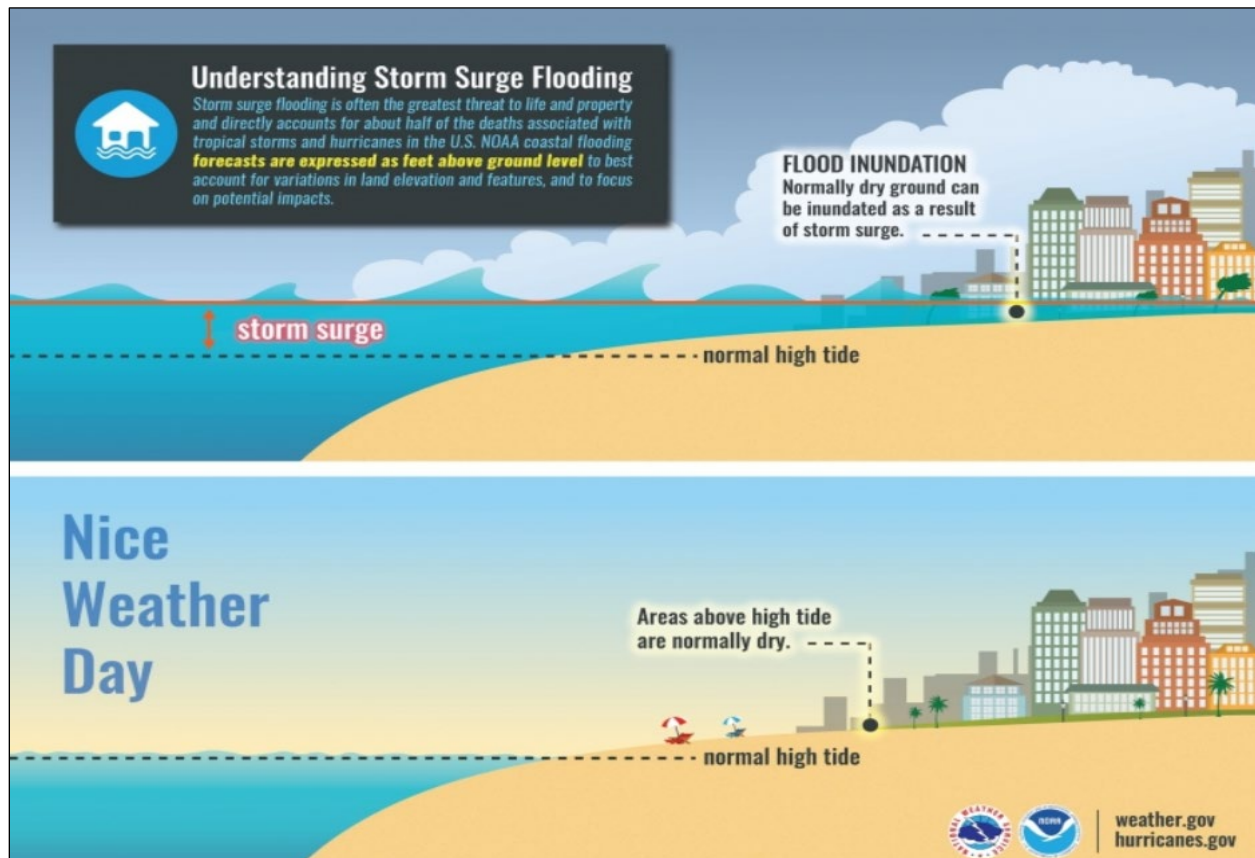 Understanding Storm Surge Flooding
Storm surge flooding is often the greatest threat to life and property
and directly accounts for about half of the deaths associated with
tropical storms and hurricanes in the U.S. NOAA coastal flooding
forecasts are expressed as feet above ground level to best
account for variations in land elevation and features, and to focus
on potential impacts.
FLOOD INUNDATION
Normally dry ground can
be inundated as a result
of storm surge.
storm surge
normal high tide
Nice
Weather
Day
Areas above high tide
are normally dry.
normal high tide
NATIONAL WEATHER SERVICE
NOAA
weather.gov
hurricanes.gov